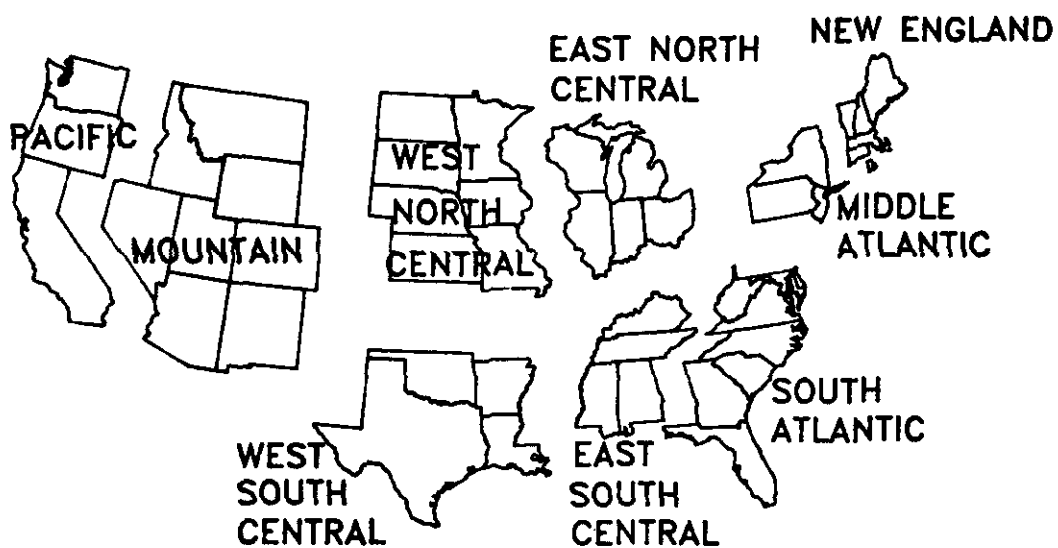 NEW ENGLAND
EAST NORTH
CENTRAL
PACIFIC
WEST
NORTH
CENTRAL
MOUNTAIN
MIDDLE
ATLANTIC
SOUTH
ATLANTIC
WEST
SOUTH
CENTRAL
EAST
SOUTH
CENTRAL